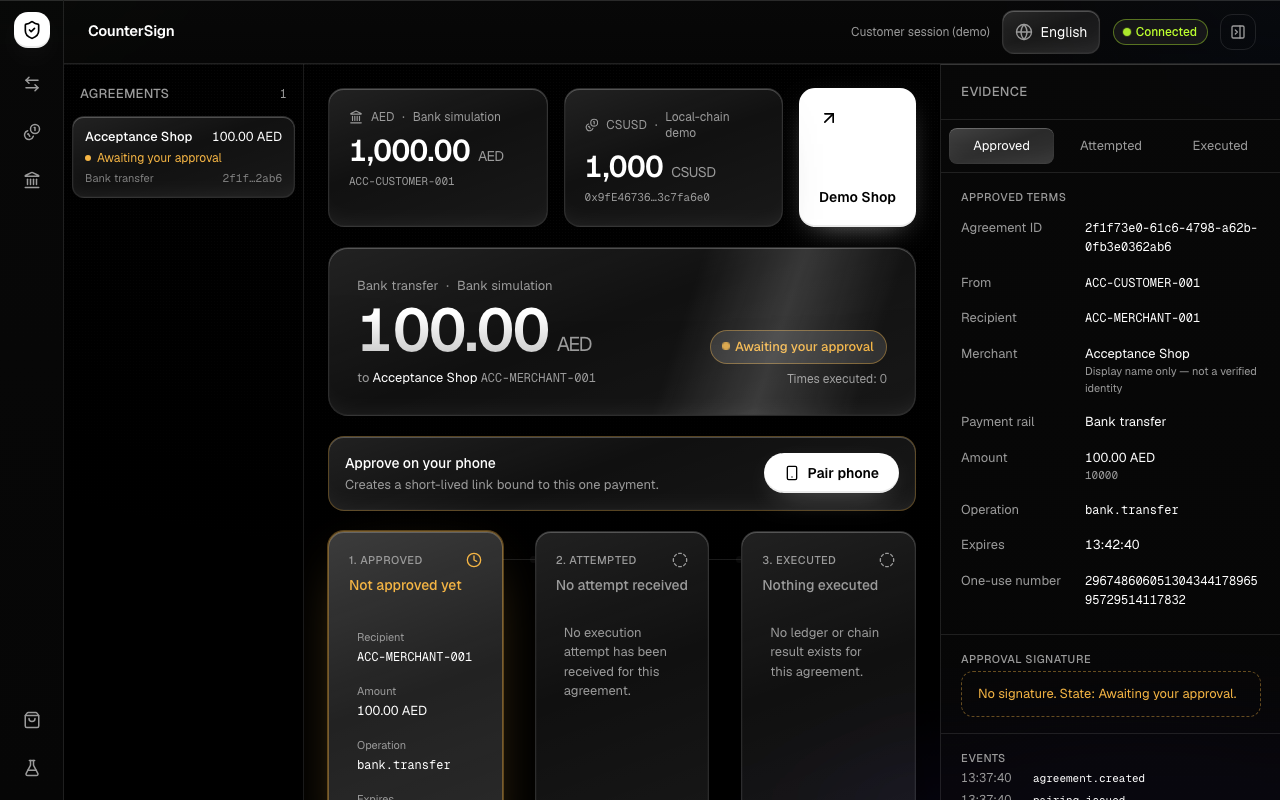 CounterSign
Customer session (demo)
English
Connected
AGREEMENTS 1
Acceptance Shop 100.00 AED
Awaiting your approval
Bank transfer 2f1f…2ab6
AED · Bank simulation
1,000.00 AED
ACC-CUSTOMER-001
CSUSD · Local-chain
demo
1,000 CSUSD
0x9fE46736…3c7fa6e0
Demo Shop
Bank transfer · Bank simulation
100.00 AED
to Acceptance Shop ACC-MERCHANT-001
Awaiting your approval
Times executed: 0
Approve on your phone
Creates a short-lived link bound to this one payment.
Pair phone
1. APPROVED
Not approved yet
Recipient
ACC-MERCHANT-001
Amount
100.00 AED
Operation
bank.transfer
Expires
2. ATTEMPTED
No attempt received
No execution
attempt has been
received for this
agreement.
3. EXECUTED
Nothing executed
No ledger or chain
result exists for
this agreement.
EVIDENCE
Approved Attempted Executed
APPROVED TERMS
Agreement ID 2f1f73e0-61c6-4798-a62b-
0fb3e0362ab6
From ACC-CUSTOMER-001
Recipient ACC-MERCHANT-001
Merchant Acceptance Shop
Display name only — not a verified
identity
Payment rail Bank transfer
Amount 100.00 AED
10000
Operation bank.transfer
Expires 13:42:40
One-use number 296748606051304344178965
95729514117832
APPROVAL SIGNATURE
No signature. State: Awaiting your approval.
EVENTS
13:37:40 agreement.created
13:37:40 pairing.issued